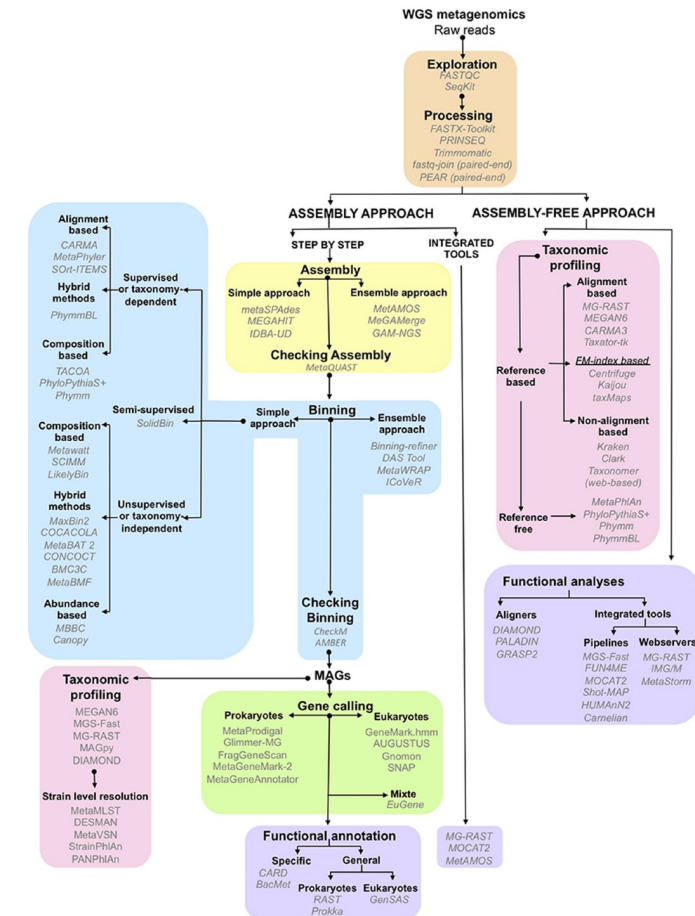 WGS metagenomics
Raw reads
Exploration
FASTQC
SeqKit
Processing
FASTX-Toolkit
PRINSEQ
Trimmomatic
fastq-join (paired-end)
PEAR (paired-end)
ASSEMBLY APPROACH
ASSEMBLY-FREE APPROACH
STEP BY STEP
INTEGRATED
TOOLS
Assembly
Simple approach
metaSPAdes
MEGAHIT
IDBA-UD
Ensemble approach
MetAMOS
MeGAMerge
GAM-NGS
Checking Assembly
MetaQUAST
Binning
Simple
approach
Ensemble
approach
Binning-refiner
DAS Tool
MetaWRAP
ICoVeR
Alignment
based
CARMA
MetaPhyler
SOrt-ITEMS
Hybrid
methods
PhymmBL
Supervised
or taxonomy-
dependent
Composition
based
TACOA
PhyloPythiaS+
Phymm
Semi-supervised
SolidBin
Composition
based
Metawatt
SCIMM
LikelyBin
Hybrid
methods
MaxBin2
COCACOLA
MetaBAT 2
CONCOCT
BMC3C
MetaBMF
Unsupervised
or taxonomy-
independent
Abundance
based
MBBC
Canopy
Checking
Binning
CheckM
AMBER
MAGs
Taxonomic
profiling
MEGAN6
MGS-Fast
MG-RAST
MAGpy
DIAMOND
Strain level resolution
MetaMLST
DESMAN
MetaVSN
StrainPhlAn
PANPhlAn
Gene calling
Prokaryotes
MetaProdigal
Glimmer-MG
FragGeneScan
MetaGeneMark-2
MetaGeneAnnotator
Eukaryotes
GeneMark.hmm
AUGUSTUS
Gnomon
SNAP
Mixte
EuGene
Functional annotation
Specific
CARD
BacMet
General
Prokaryotes
RAST
Prokka
Eukaryotes
GenSAS
MG-RAST
MOCAT2
MetAMOS
Taxonomic
profiling
Reference
based
Alignment
based
MG-RAST
MEGAN6
CARMA3
Taxator-tk
FM-index based
Centrifuge
Kaijou
taxMaps
Non-alignment
based
Kraken
Clark
Taxonomer
(web-based)
Reference
free
MetaPhlAn
PhyloPythiaS+
Phymm
PhymmBL
Functional analyses
Aligners
DIAMOND
PALADIN
GRASP2
Integrated tools
Pipelines
MGS-Fast
FUN4ME
MOCAT2
Shot-MAP
HUMAnN2
Carnelian
Webservers
MG-RAST
IMG/M
MetaStorm